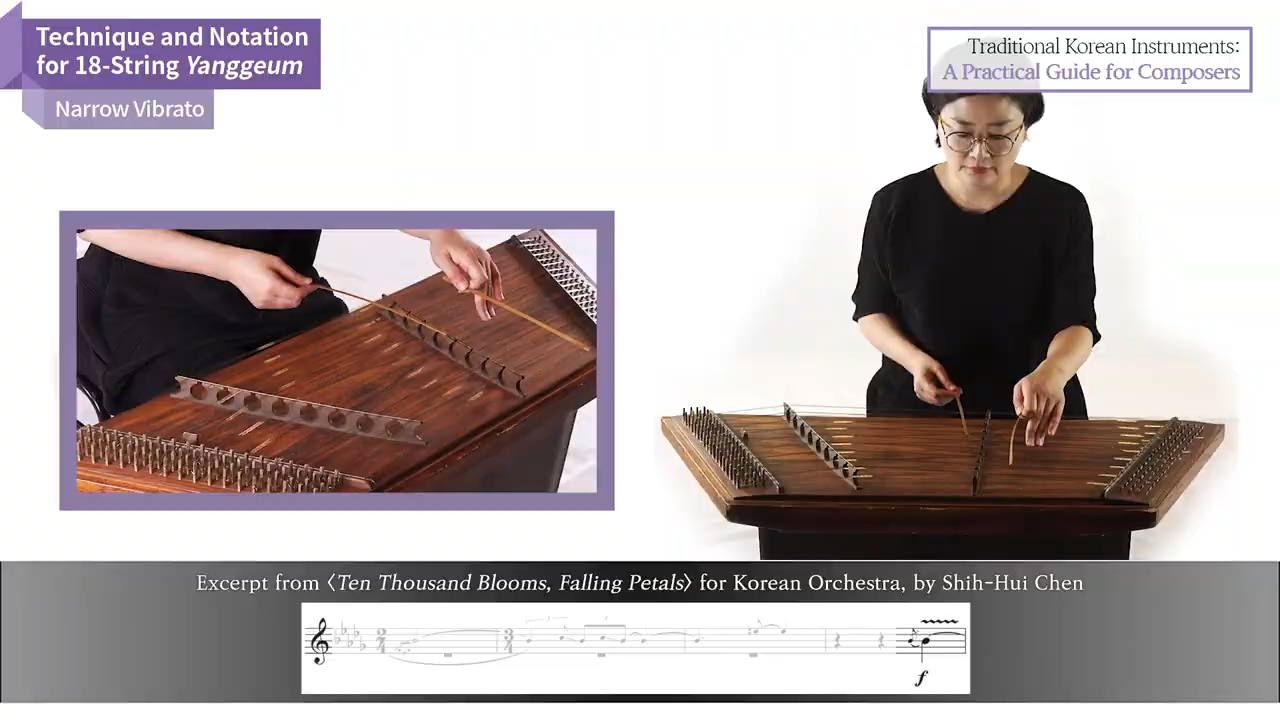 Technique and Notation
for 18-String Yanggeum
Narrow Vibrato
Traditional Korean Instruments:
A Practical Guide for Composers
Excerpt from 〈Ten Thousand Blooms, Falling Petals〉 for Korean Orchestra, by Shih-Hui Chen
f